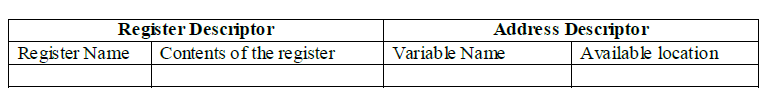 Register Descriptor Address Descriptor
Register Name Contents of the register Variable Name Available location